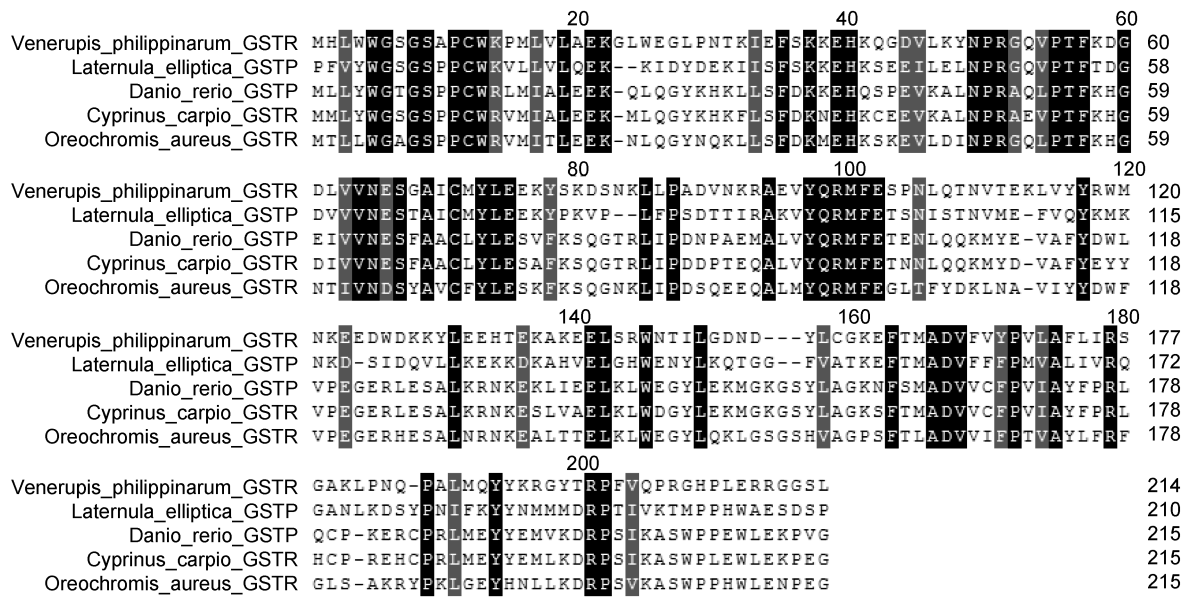 20 40 60
Venerupis_philippinarum_GSTR MHLWWGSGSAPCWKPMLVLAEKGLWEGLPNTKIEFSKKEHKQGDVLKYNPRGQVPTFKDG 60
Laternula_elliptica_GSTP PFVYWGSGSPPCWKVLLVLQEK--KIDYDEKIISFSKKEHKSEEILELNPRGQVPTFTDG 58
Danio_rerio_GSTP MLLYWGTGSPPCWRLMIALEEK-QLQGYKHKLLSFDKKEHQSPEVKALNPRAQLPTFKHG 59
Cyprinus_carpio_GSTR MMLYWGSGSPPCWRVMIALEEK-MLQGYKHKFLSFDKNEHKCEEVKALNPRAEVPTFKHG 59
Oreochromis_aureus_GSTR MTLLWGAGSPPCWRVMITLEEK-NLQGYNQKLLSFDKMEHKSKEVLDINPRGQLPTFKHG 59
80 100 120
Venerupis_philippinarum_GSTR DLVVNESGAICMYLEEKYSKDSNKLLPADVNKRAEVYQRMFESPNLQTNVTEKLVYYRWM 120
Laternula_elliptica_GSTP DVVVNESTAICMYLEEKYPKVP--LFPSDTTIRAKVYQRMFETSNISTNVME-FVQYKMK 115
Danio_rerio_GSTP EIVVNESFAACLYLESVFKSQGTRLIPDNPAEMALVYQRMFETENLQQKMYE-VAFYDWL 118
Cyprinus_carpio_GSTR DIVVNESFAACLYLESAFKSQGTRLIPDDPTEQALVYQRMFETNNLQQKMYD-VAFYEYY 118
Oreochromis_aureus_GSTR NTIVNDSYAACLYLESKFKSQGNKLIPDSQEEQALMYQRMFEGLTFYDKLNA-VIYYDWF 118
140 160 180
Venerupis_philippinarum_GSTR NKEEDWDKKYLEEHTEKAKEELSRWNTILGDND---YLCGKEFTMADVFVYPVLAFLIRS 177
Laternula_elliptica_GSTP NKD-SIDQVLLKEKKDKAHVELGHWENYLKQTGG--FVATKEFTMADVFFFPMVALIVRQ 172
Danio_rerio_GSTP VPEGERLESALKRNKEKLIEELKLWEGYLEKMGKGSYLAGKNFSMADVVCFPVIAYFPRL 178
Cyprinus_carpio_GSTR VPEGERLESALKRNKESLVAELKLWDGYLEKMGKGSYLAGKSFTMADVVCFPVIAYFPRL 178
Oreochromis_aureus_GSTR VPEGERHESALNRNKEALTTELKLWEGYLQKLGSGSHVAGPSFTLADVVIFPTVAYLFRF 178
200
Venerupis_philippinarum_GSTR GAKLPNQ-PALMQYYKRGYTRPFVQPRGHPLERRGGSL 214
Laternula_elliptica_GSTP GANLKDSYPNIFKYYNMMMDRPTIVKTMPPHWAESDSP 210
Danio_rerio_GSTP QCP-KERCPRLMEYYEMVKDRPSIKASWPPEWLEKPVG 215
Cyprinus_carpio_GSTR HCP-REHCPRLMEYYEMLKDRPSIKASWPPEWLEKPEG 215
Oreochromis_aureus_GSTR GLS-AKRYPKLGEYHNLLKDRPSVKASWPPHWLENPEG 215